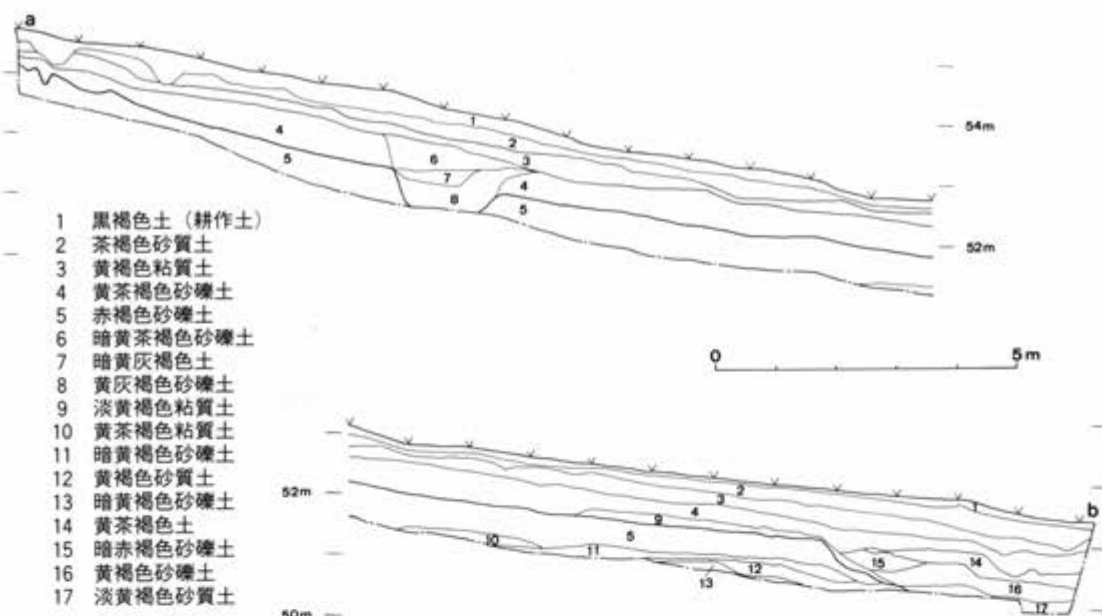 a
1
2
3
4
5
6
7
8
4
5
54m
52m
1 黒褐色土（耕作土）
2 茶褐色砂質土
3 黄褐色粘質土
4 黄茶褐色砂礫土
5 赤褐色砂礫土
6 暗黄茶褐色砂礫土
7 暗黄灰褐色土
8 黄灰褐色砂礫土
9 淡黄褐色粘質土
10 黄茶褐色粘質土
11 暗黄褐色砂礫土
12 黄褐色砂質土
13 暗黄褐色砂礫土
14 黄茶褐色土
15 暗赤褐色砂礫土
16 黄褐色砂礫土
17 淡黄褐色砂質土
0 5m
52m
50m
b
1
2
3
4
9
5
10
11
12
13
15
14
16
17